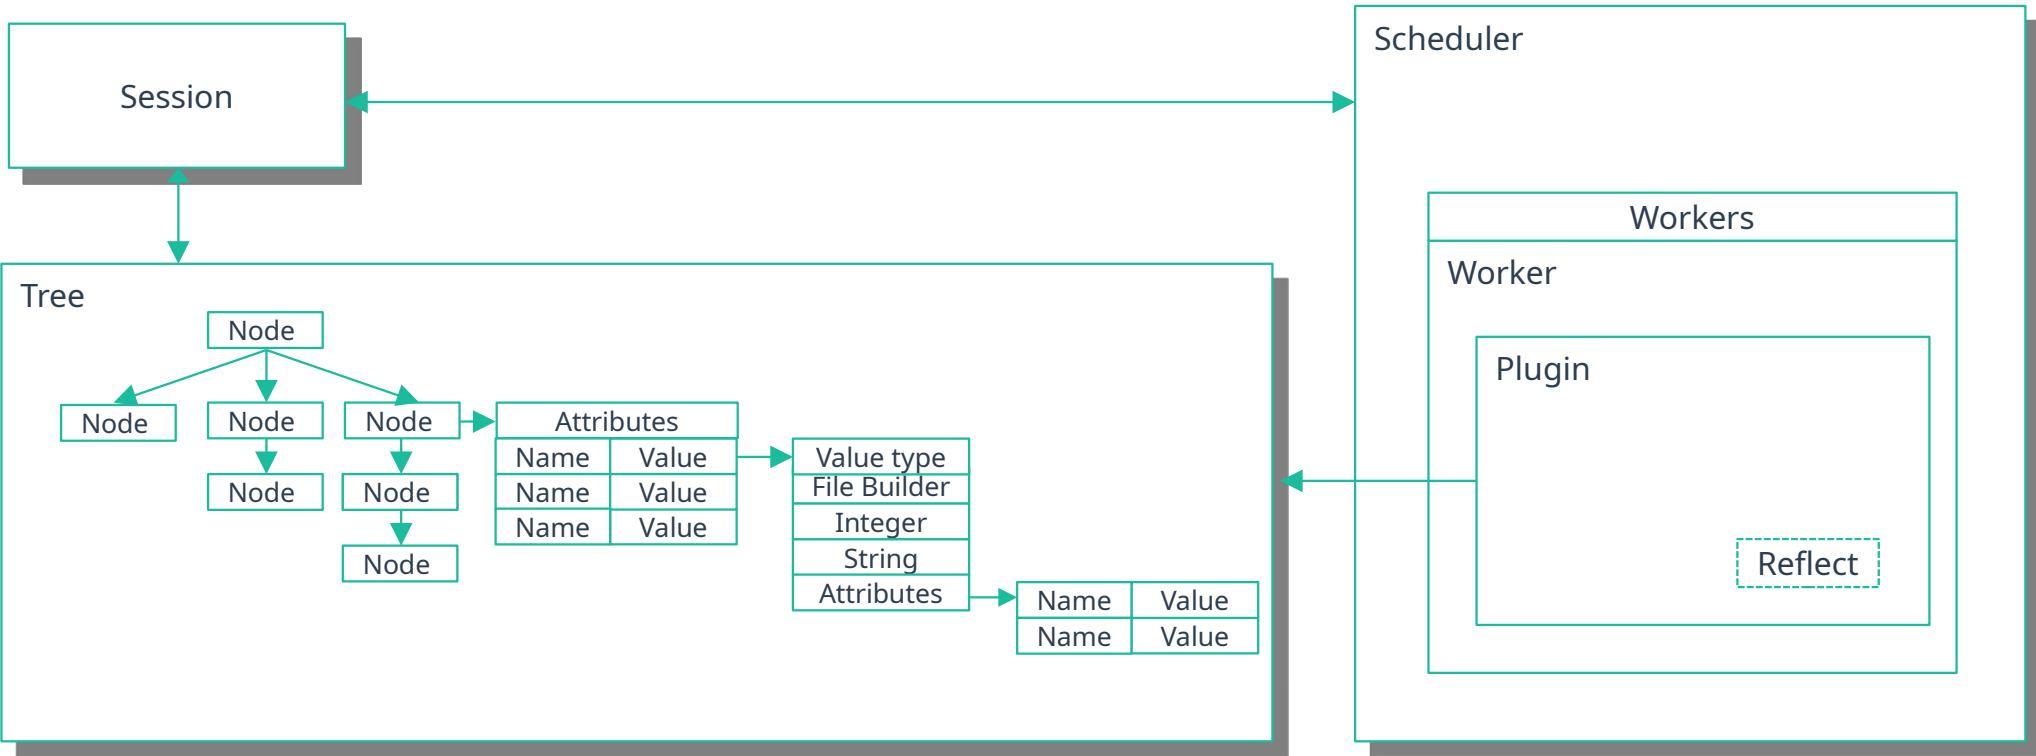 Session
Scheduler
Workers
Worker
Plugin
Reflect
Tree
Node
Node
Node
Node
Node
Node
Node
Attributes
Name Value
Name Value
Name Value
Value type
File Builder
Integer
String
Attributes
Name Value
Name Value